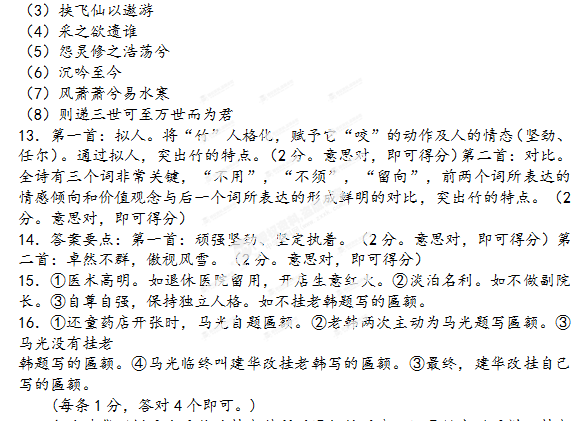 （3）挟飞仙以遨游
（4）采之欲遗谁
（5）怨灵修之浩荡兮
（6）沉吟至今
（7）风萧萧兮易水寒
（8）则递三世可至万世而为君
13．第一首：拟人。将“竹”人格化，赋予它“咬”的动作及人的情态（坚劲、
任尔）。通过拟人，突出竹的特点。（2分。意思对，即可得分）第二首：对比。
全诗有三个词非常关键，“不用”，“不须”，“留向”，前两个词所表达的
情感倾向和价值观念与后一个词所表达的形成鲜明的对比，突出竹的特点。（2
分。意思对，即可得分）
14．答案要点：第一首：顽强坚劲、坚定执着。（2分。意思对，即可得分）第
二首：卓然不群，傲视风雪。（2分。意思对，即可得分）
15．①医术高明。如退休医院留用，开店生意红火。②淡泊名利。如不做副院
长。③自尊自强，保持独立人格。如不挂老韩题写的匾额。
16．①还童药店开张时，马光自题匾额。②老韩两次主动为马光题写匾额。③
马光没有挂老
韩题写的匾额。④马光临终叫建华改挂老韩写的匾额。③最终，建华改挂自己
写的匾额。
（每条1分，答对4个即可。）